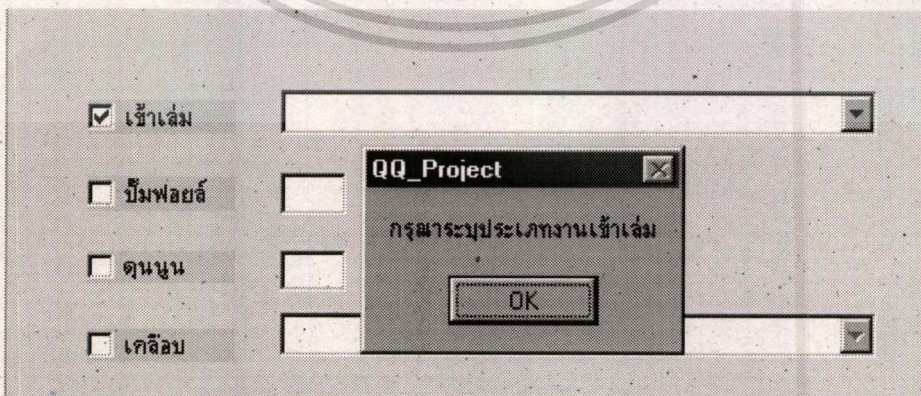 เข้าเล่ม
QQ_Project
ปั๊มฟอยล์
กรุณาระบุประเภทงานเข้าเล่ม
ดุนนูน
OK
เคลือบ